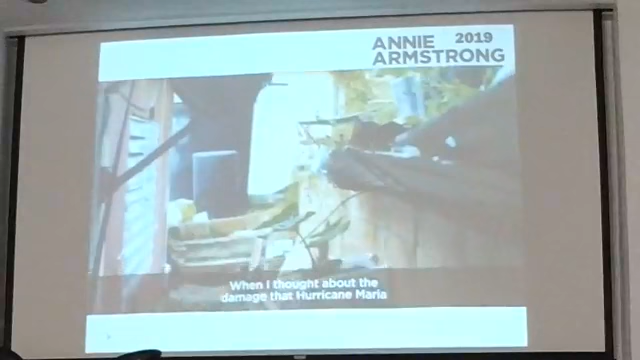 ANNIE 2019
ARMSTRONG
When I thought about the
damage that Hurricane Maria